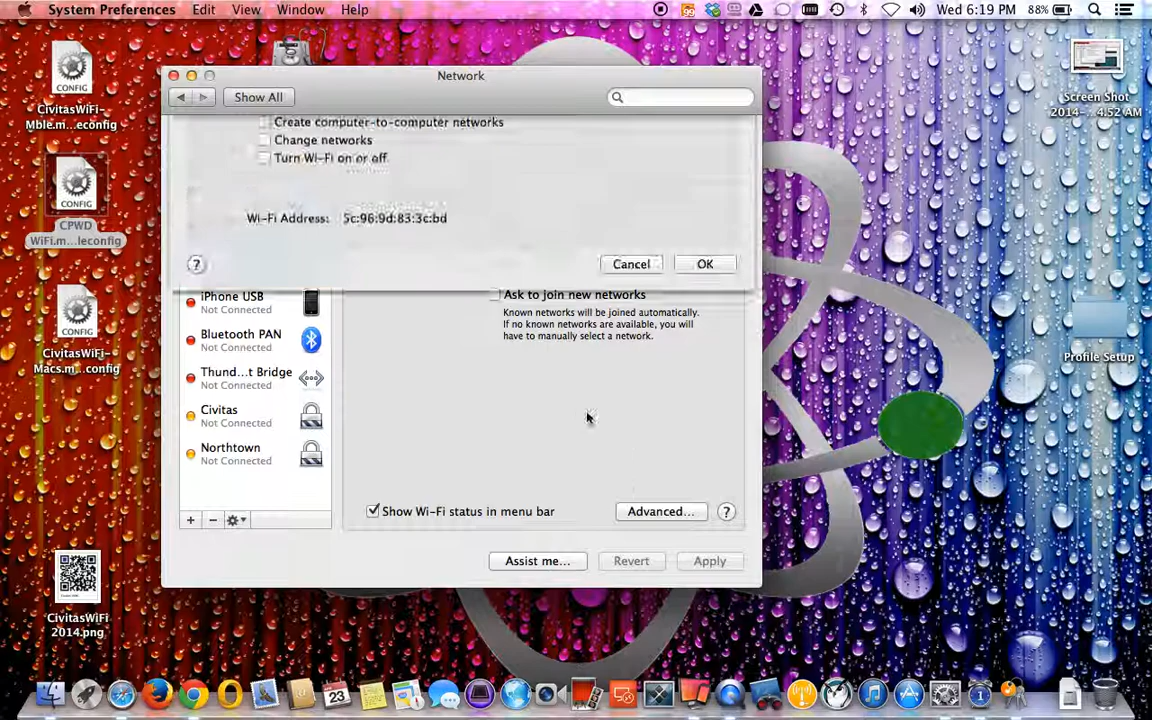 System Preferences Edit View Window Help
99
Wed 6:19 PM 88%
Network
Show All
Create computer-to-computer networks
Change networks
Turn Wi-Fi on or off
Wi-Fi Address: 5c:96:9d:83:3c:bd
?
Cancel
OK
iPhone USB
Not Connected
Bluetooth PAN
Not Connected
Thund...t Bridge
Not Connected
Civitas
Not Connected
Northtown
Not Connected
Ask to join new networks
Known networks will be joined automatically.
If no known networks are available, you will
have to manually select a network.
Show Wi-Fi status in menu bar
Advanced...
?
Assist me...
Revert
Apply
CONFIG
CivitasWiFi-
Mble.m...econfig
CONFIG
CPWD
WiFi.m...leconfig
CONFIG
CivitasWiFi-
Macs.m...config
CivitasWiFi
2014.png
Screen Shot
2014-...4.52 AM
Profile Setup
23